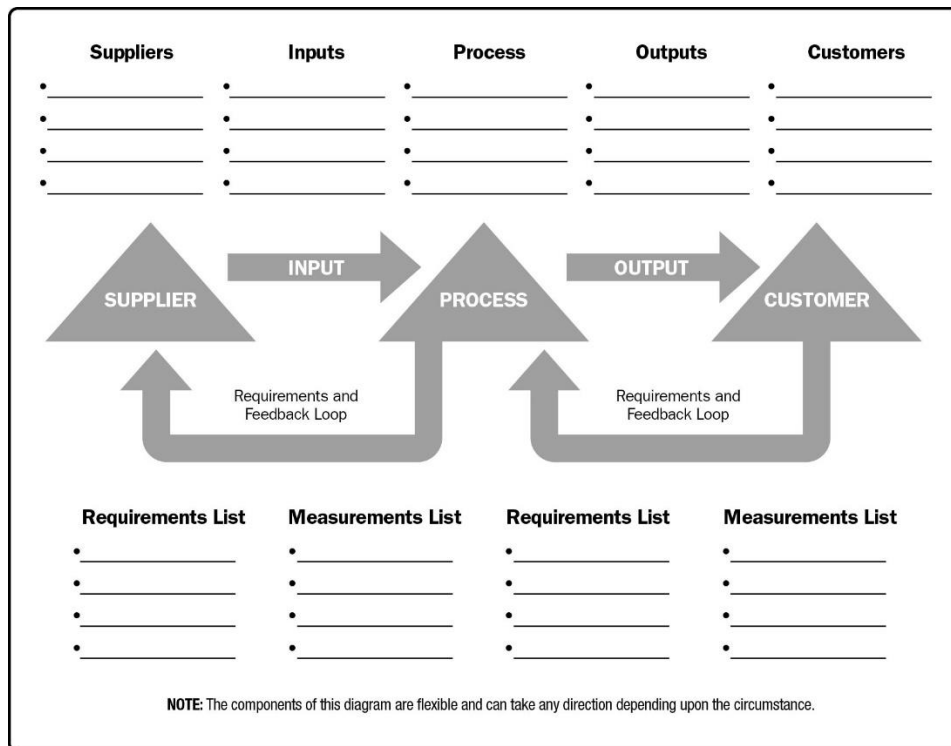 Suppliers
Inputs
Process
Outputs
Customers
INPUT
OUTPUT
SUPPLIER
PROCESS
CUSTOMER
Requirements and
Feedback Loop
Requirements and
Feedback Loop
Requirements List
Measurements List
Requirements List
Measurements List
NOTE: The components of this diagram are flexible and can take any direction depending upon the circumstance.